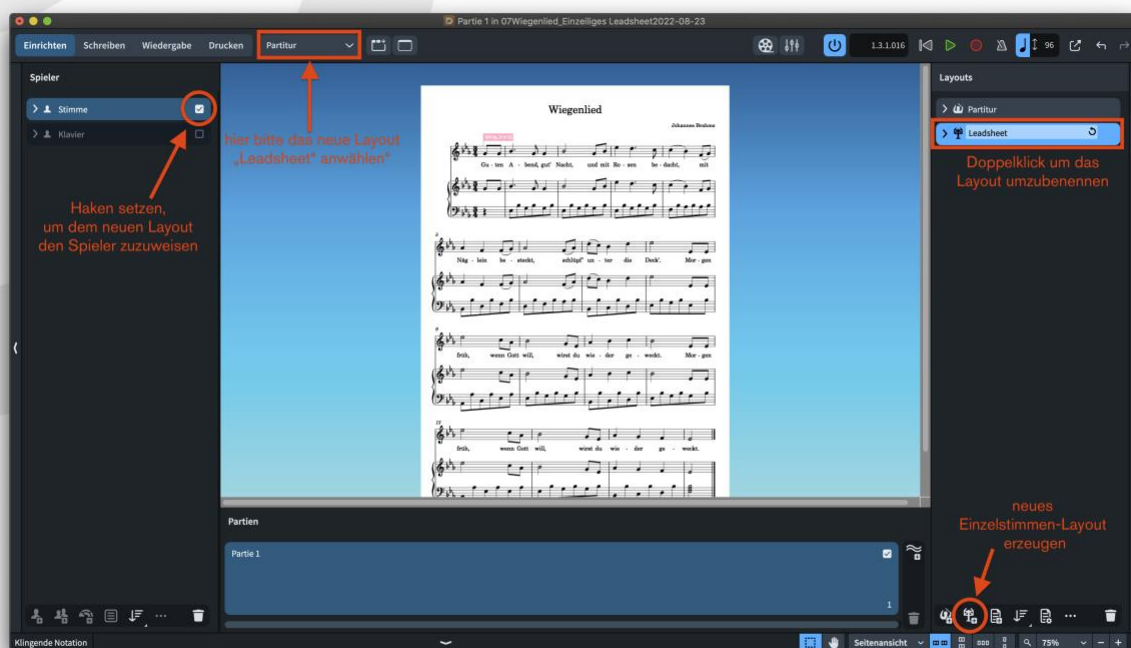 Partie 1 in 07Wiegenlied_Einzeiliges Leadsheet2022-08-23
Einrichten Schreiben Wiedergabe Drucken Partitur 1.3.1.016 96
Spieler
Stimme
Klavier
Haken setzen,
um dem neuen Layout
den Spieler zuzuweisen
hier bitte das neue Layout
„Leadsheet" anwählen"
Wiegenlied
Johannes Brahms
Gu - ten A - bend, gut' Nacht, und mit Ro - sen be - dacht, mit
Näg - lein be - steckt, schlüpf' un - ter die Deck'. Mor - gen
früh, wenn Gott will, wirst du wie - der ge - weckt. Mor - gen
früh, wenn Gott will, wirst du wie - der ge - weckt.
Layouts
Partitur
Leadsheet
Doppelklick um das
Layout umzubenennen
neues
Einzelstimmen-Layout
erzeugen
Partien
Partie 1
1
Klingende Notation Seitenansicht 75%